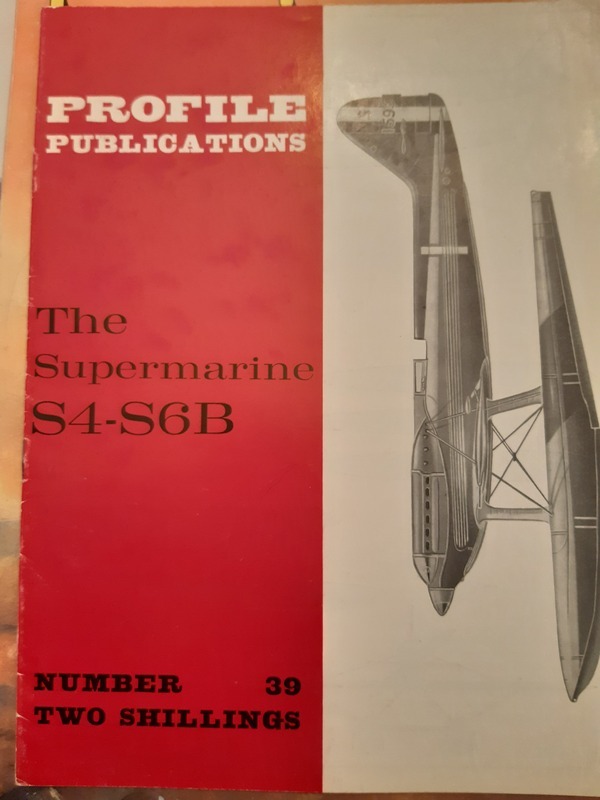 PROFILE
PUBLICATIONS
The
Supermarine
S4-S6B
NUMBER 39
TWO SHILLINGS